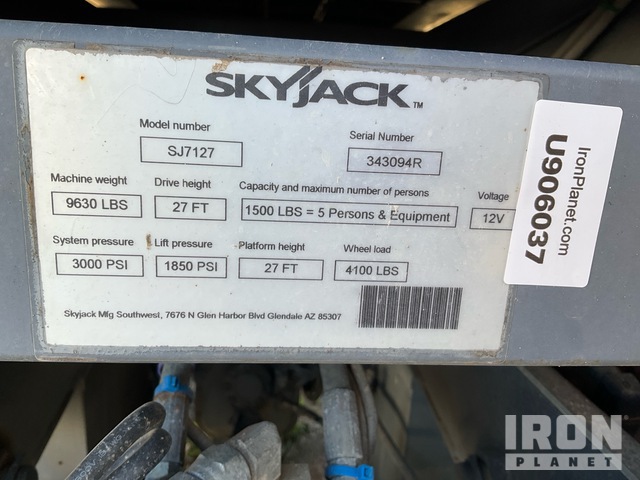 SKYJACK™
Model number
SJ7127
Serial Number
343094R
Machine weight
9630 LBS
Drive height
27 FT
Capacity and maximum number of persons
1500 LBS = 5 Persons & Equipment
Voltage
12V
System pressure
3000 PSI
Lift pressure
1850 PSI
Platform height
27 FT
Wheel load
4100 LBS
Skyjack Mfg Southwest, 7676 N Glen Harbor Blvd Glendale AZ 85307
IronPlanet.com
U906037
IRON
PLANET